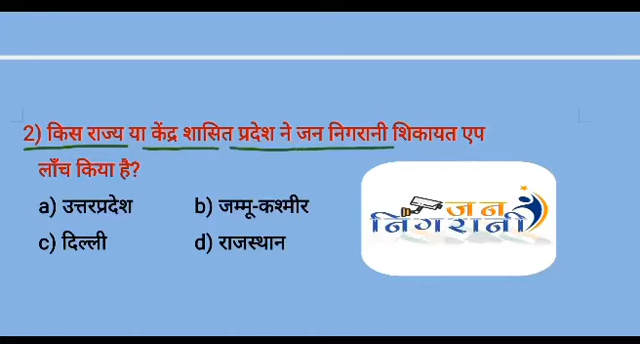 2) किस राज्य या केंद्र शासित प्रदेश ने जन निगरानी शिकायत एप
लाँच किया है?
a) उत्तरप्रदेश b) जम्मू-कश्मीर
c) दिल्ली d) राजस्थान
जन
निगरानी